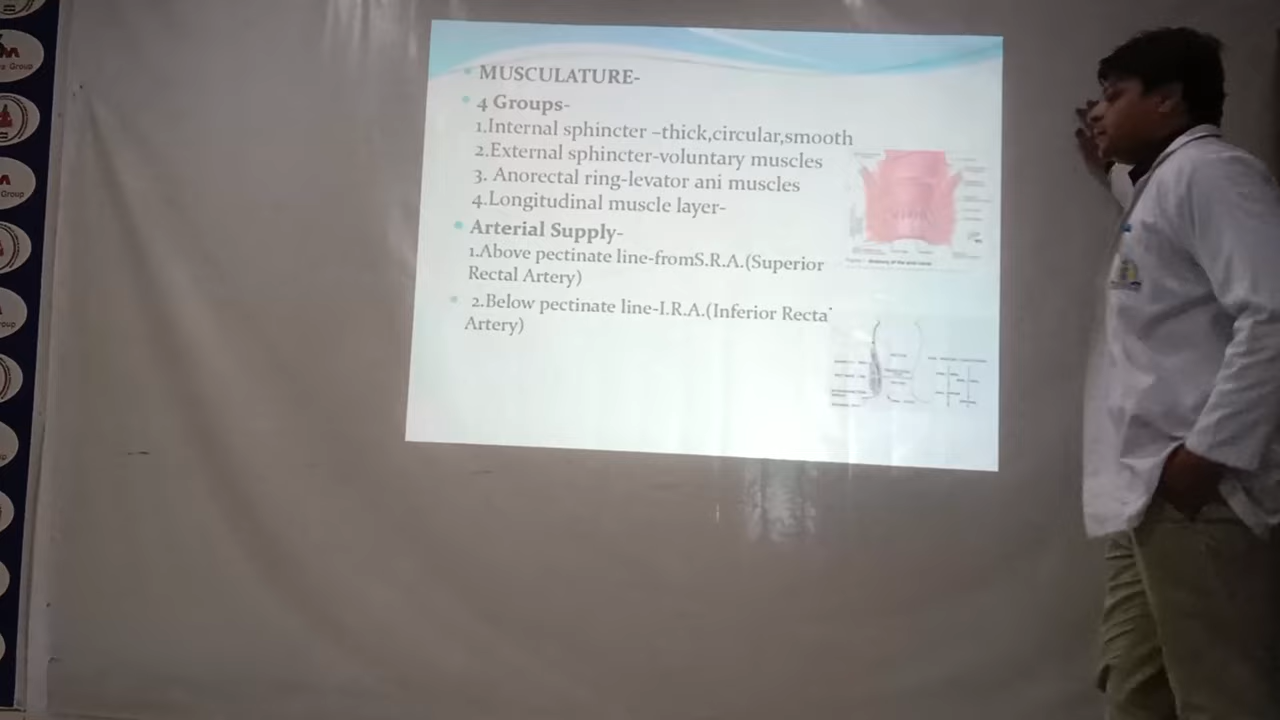 MUSCULATURE-
4 Groups-
1.Internal sphincter –thick,circular,smooth
2.External sphincter-voluntary muscles
3. Anorectal ring-levator ani muscles
4.Longitudinal muscle layer-
Arterial Supply-
1.Above pectinate line-fromS.R.A.(Superior
Rectal Artery)
2.Below pectinate line-I.R.A.(Inferior Recta
Artery)
Group
Group